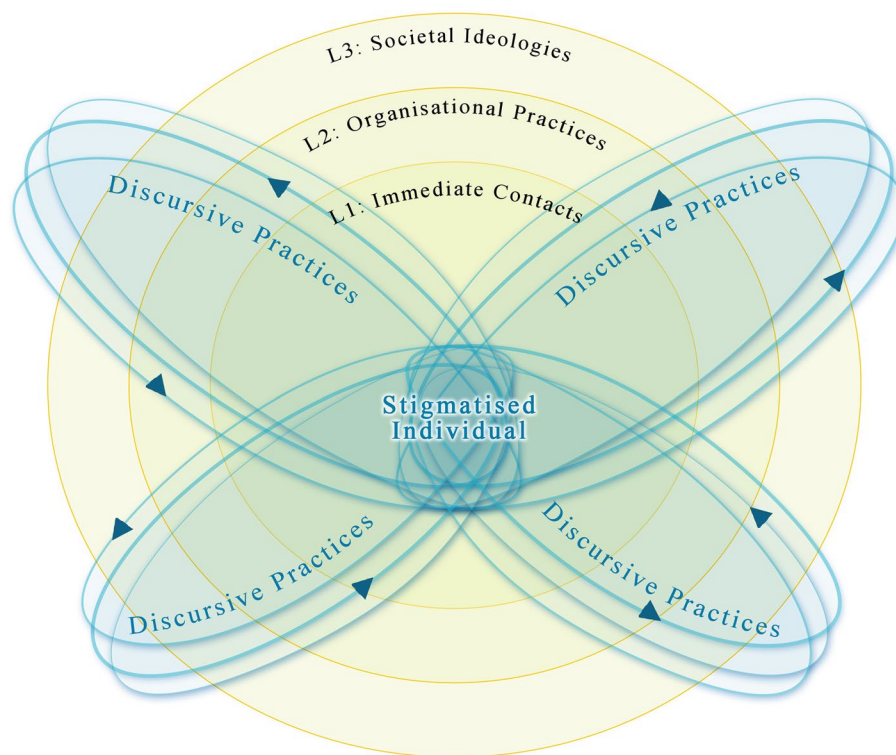 L3: Societal Ideologies
L2: Organisational Practices
L1: Immediate Contacts
Discursive Practices
Discursive Practices
Stigmatised
Individual
Discursive Practices
Discursive Practices